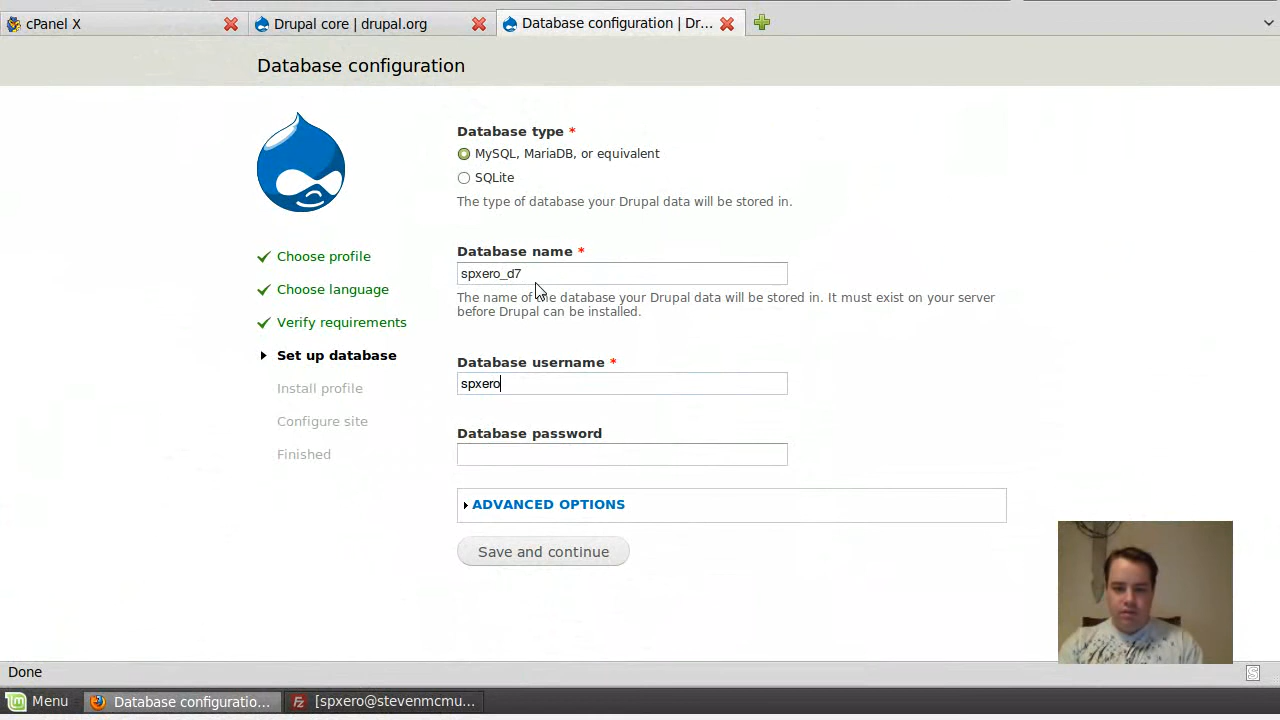 cPanel X
Drupal core | drupal.org
Database configuration | Dr...
Database configuration
Database type *
MySQL, MariaDB, or equivalent
SQLite
The type of database your Drupal data will be stored in.
Database name *
spxero_d7
The name of the database your Drupal data will be stored in. It must exist on your server
before Drupal can be installed.
Database username *
spxero
Database password
ADVANCED OPTIONS
Save and continue
Choose profile
Choose language
Verify requirements
Set up database
Install profile
Configure site
Finished
Done
Menu
Database configuratio...
[spxero@stevenmcmu...